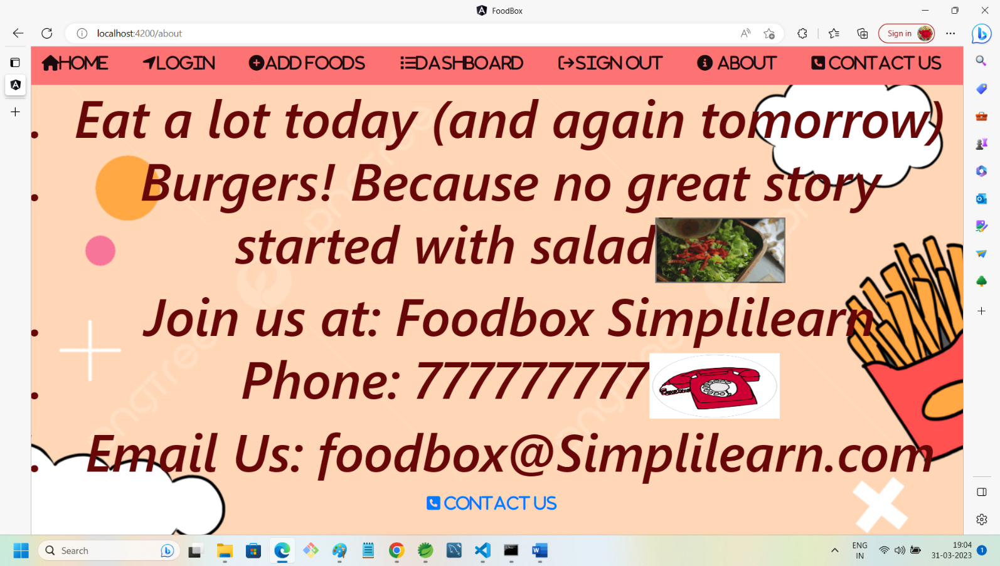 FoodBox
localhost:4200/about
Sign in
HOME LOGIN ADD FOODS DASHBOARD SIGN OUT ABOUT CONTACT US
. Eat a lot today (and again tomorrow)
. Burgers! Because no great story
started with salad
. Join us at: Foodbox Simplilearn
. Phone: 777777777
. Email Us: foodbox@Simplilearn.com
CONTACT US
pngtree
Search
ENG
IN
19:04
31-03-2023
1